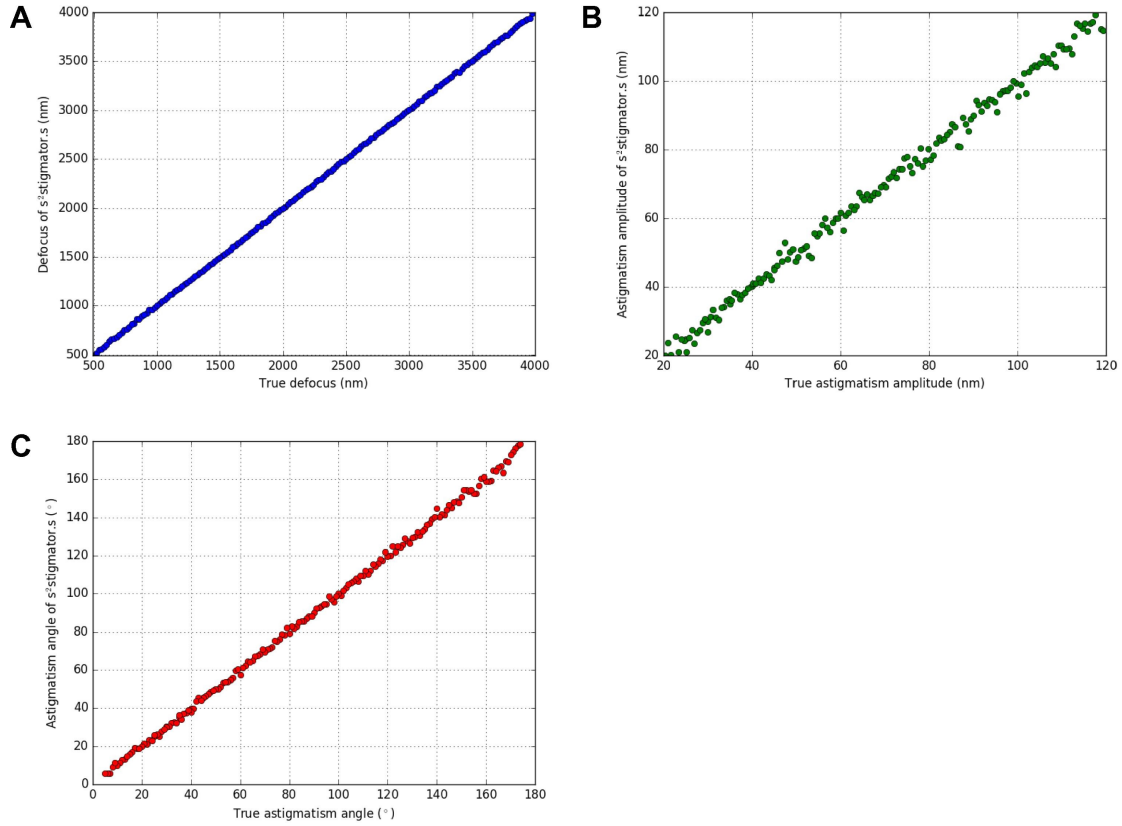 A
4000
3500
3000
2500
2000
1500
1000
500
Defocus of s²stigmator.s (nm)
500 1000 1500 2000 2500 3000 3500 4000
True defocus (nm)
B
120
100
80
60
40
20
Astigmatism amplitude of s²stigmator.s (nm)
20 40 60 80 100 120
True astigmatism amplitude (nm)
C
180
160
140
120
100
80
60
40
20
0
Astigmatism angle of s²stigmator.s (°)
0 20 40 60 80 100 120 140 160 180
True astigmatism angle (°)